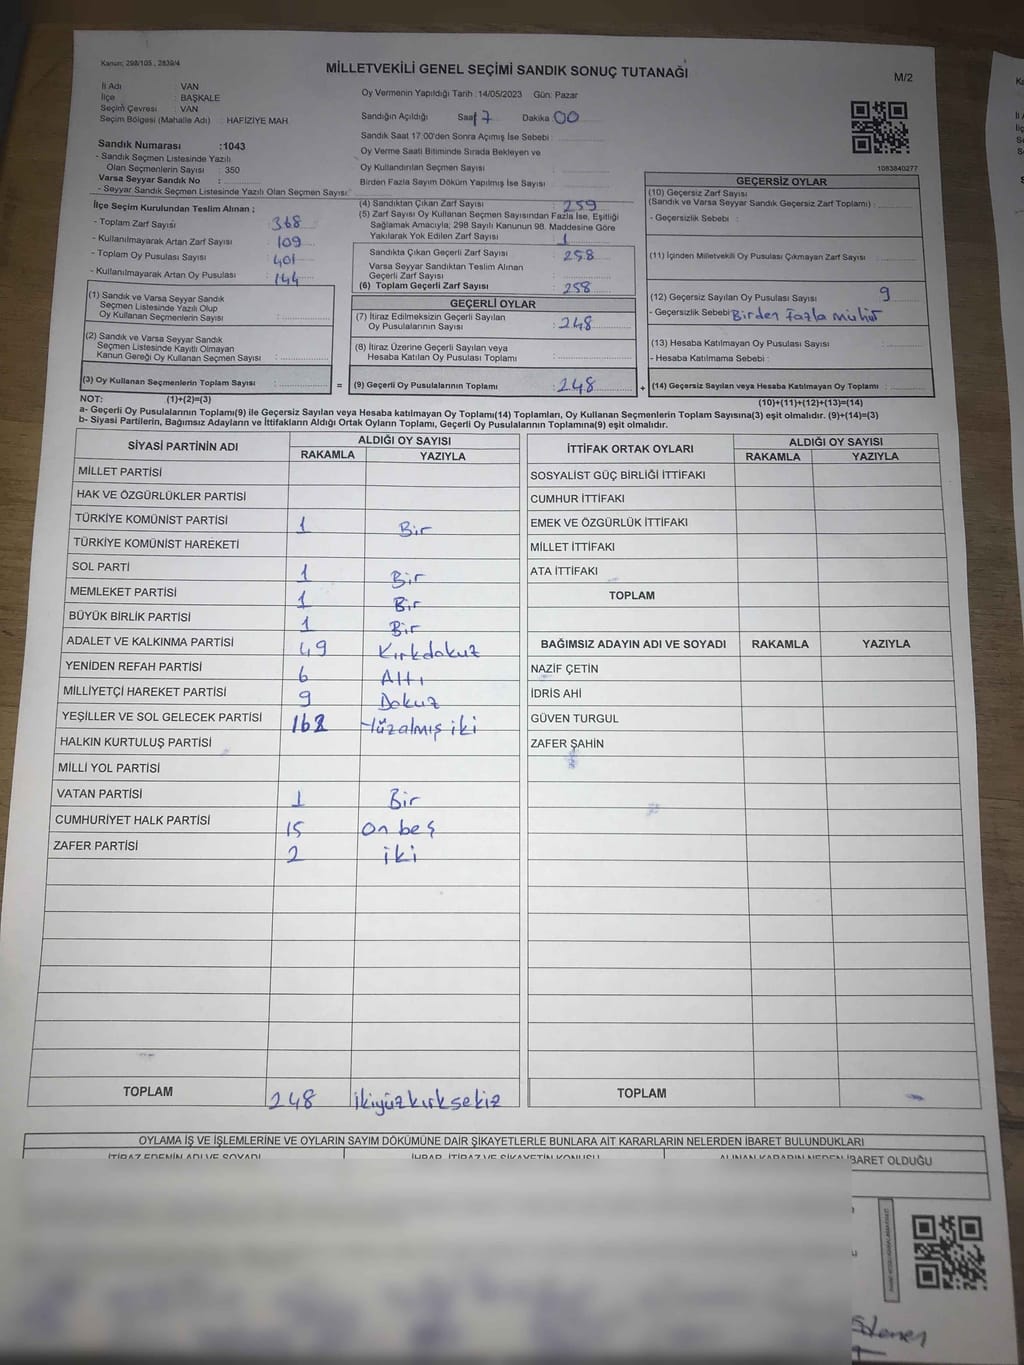 Kanun; 298/105 , 2839/4
MİLLETVEKİLİ GENEL SEÇİMİ SANDIK SONUÇ TUTANAĞI
M/2
İl Adı : VAN
İlçe : BAŞKALE
Seçim Çevresi : VAN
Seçim Bölgesi (Mahalle Adı) : HAFİZİYE MAH.
Sandık Numarası :1043
- Sandık Seçmen Listesinde Yazılı
Olan Seçmenlerin Sayısı : 350
Varsa Seyyar Sandık No :
- Seyyar Sandık Seçmen Listesinde Yazılı Olan Seçmen Sayısı:
Oy Vermenin Yapıldığı Tarih :14/05/2023 Gün: Pazar
Sandığın Açıldığı Saat 17 Dakika 00
Sandık Saat 17:00'den Sonra Açımış İse Sebebi :
Oy Verme Saati Bitiminde Sırada Bekleyen ve
Oy Kullandırılan Seçmen Sayısı :
Birden Fazla Sayım Döküm Yapılmış İse Sayısı :
1083840277
İlçe Seçim Kurulundan Teslim Alınan ;
- Toplam Zarf Sayısı : 368
- Kullanılmayarak Artan Zarf Sayısı : 109
- Toplam Oy Pusulası Sayısı : 401
- Kullanılmayarak Artan Oy Pusulası : 144
(4) Sandıktan Çıkan Zarf Sayısı : 259
(5) Zarf Sayısı Oy Kullanan Seçmen Sayısından Fazla İse, Eşitliği
Sağlamak Amacıyla; 298 Sayılı Kanunun 98. Maddesine Göre
Yakılarak Yok Edilen Zarf Sayısı : 1
Sandıkta Çıkan Geçerli Zarf Sayısı : 258
Varsa Seyyar Sandıktan Teslim Alınan
Geçerli Zarf Sayısı :
(6) Toplam Geçerli Zarf Sayısı : 258
GEÇERSİZ OYLAR
(10) Geçersiz Zarf Sayısı
(Sandık ve Varsa Seyyar Sandık Geçersiz Zarf Toplamı) :
- Geçersizlik Sebebi :
(11) İçinden Milletvekili Oy Pusulası Çıkmayan Zarf Sayısı :
(12) Geçersiz Sayılan Oy Pusulası Sayısı : 9
- Geçersizlik Sebebi : Birden Fazla mühür
(13) Hesaba Katılmayan Oy Pusulası Sayısı :
- Hesaba Katılmama Sebebi :
(14) Geçersiz Sayılan veya Hesaba Katılmayan Oy Toplamı :
(10)+(11)+(12)+(13)=(14)
(1) Sandık ve Varsa Seyyar Sandık
Seçmen Listesinde Yazılı Olup
Oy Kullanan Seçmenlerin Sayısı :
(2) Sandık ve Varsa Seyyar Sandık
Seçmen Listesinde Kayıtlı Olmayan
Kanun Gereği Oy Kullanan Seçmen Sayısı :
(3) Oy Kullanan Seçmenlerin Toplam Sayısı :
=
GEÇERLİ OYLAR
(7) İtiraz Edilmeksizin Geçerli Sayılan
Oy Pusulalarının Sayısı : 248
(8) İtiraz Üzerine Geçerli Sayılan veya
Hesaba Katılan Oy Pusulası Toplamı :
(9) Geçerli Oy Pusulalarının Toplamı : 248
+
NOT: (1)+(2)=(3)
a- Geçerli Oy Pusulalarının Toplamı(9) ile Geçersiz Sayılan veya Hesaba katılmayan Oy Toplamı(14) Toplamları, Oy Kullanan Seçmenlerin Toplam Sayısına(3) eşit olmalıdır. (9)+(14)=(3)
b- Siyasi Partilerin, Bağımsız Adayların ve İttifakların Aldığı Ortak Oyların Toplamı, Geçerli Oy Pusulalarının Toplamına(9) eşit olmalıdır.
SİYASİ PARTİNİN ADI ALDIĞI OY SAYISI
RAKAMLA YAZIYLA
MİLLET PARTİSİ
HAK VE ÖZGÜRLÜKLER PARTİSİ
TÜRKİYE KOMÜNİST PARTİSİ 1 Bir
TÜRKİYE KOMÜNİST HAREKETİ
SOL PARTİ 1 Bir
MEMLEKET PARTİSİ 1 Bir
BÜYÜK BİRLİK PARTİSİ 1 Bir
ADALET VE KALKINMA PARTİSİ 49 Kırkdokuz
YENİDEN REFAH PARTİSİ 6 Altı
MİLLİYETÇİ HAREKET PARTİSİ 9 Dokuz
YEŞİLLER VE SOL GELECEK PARTİSİ 162 Yüzalmış iki
HALKIN KURTULUŞ PARTİSİ
MİLLİ YOL PARTİSİ
VATAN PARTİSİ 1 Bir
CUMHURİYET HALK PARTİSİ 15 on beş
ZAFER PARTİSİ 2 iki
TOPLAM 248 ikiyüzkırksekiz
İTTİFAK ORTAK OYLARI ALDIĞI OY SAYISI
RAKAMLA YAZIYLA
SOSYALİST GÜÇ BİRLİĞİ İTTİFAKI
CUMHUR İTTİFAKI
EMEK VE ÖZGÜRLÜK İTTİFAKI
MİLLET İTTİFAKI
ATA İTTİFAKI
TOPLAM
BAĞIMSIZ ADAYIN ADI VE SOYADI RAKAMLA YAZIYLA
NAZİF ÇETİN
İDRİS AHİ
GÜVEN TURGUL
ZAFER ŞAHİN
TOPLAM
OYLAMA İŞ VE İŞLEMLERİNE VE OYLARIN SAYIM DÖKÜMÜNE DAİR ŞİKAYETLERLE BUNLARA AİT KARARLARIN NELERDEN İBARET BULUNDUKLARI
İTİRAZ EDENİN ADI VE SOYADI İHBAR, İTİRAZ VE ŞİKAYETİN KONUSU ALINAN KARARIN NEDEN İBARET OLDUĞU